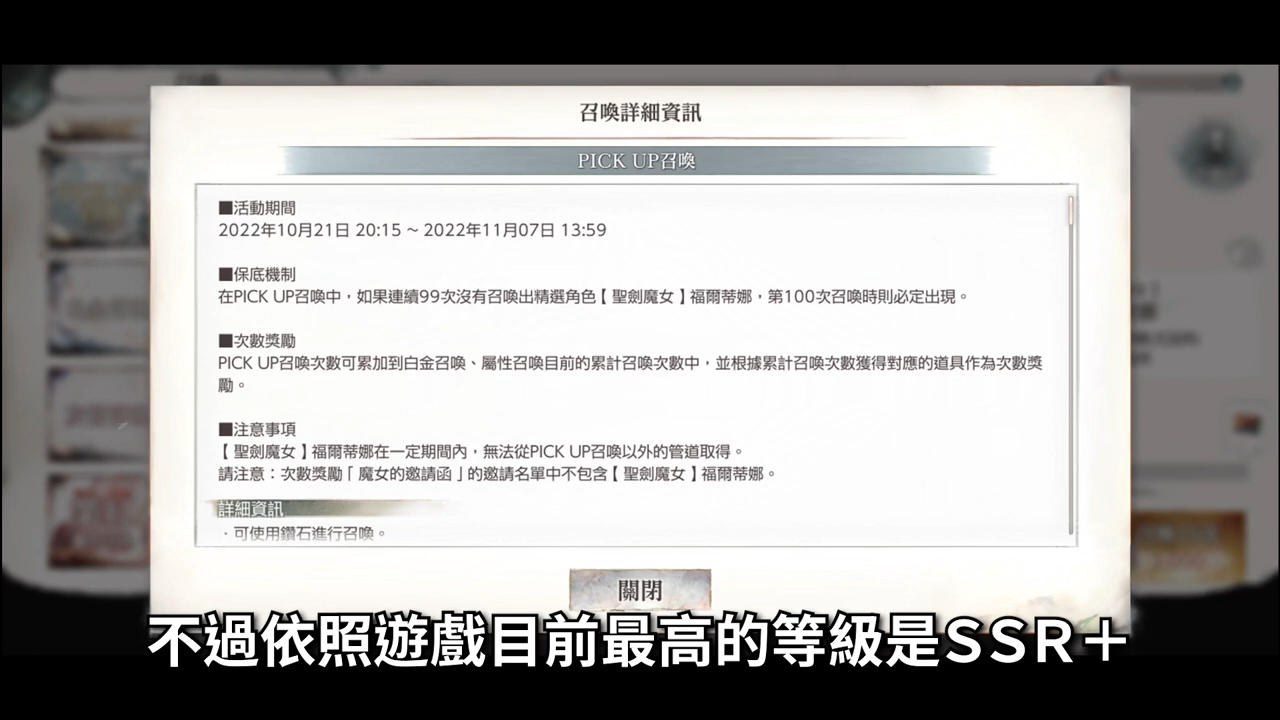 召喚詳細資訊
PICK UP召喚
■活動期間
2022年10月21日 20:15 ~ 2022年11月07日 13:59
■保底機制
在PICK UP召喚中，如果連續99次沒有召喚出精選角色【聖劍魔女】福爾蒂娜，第100次召喚時則必定出現。
■次數獎勵
PICK UP召喚次數可累加到白金召喚、屬性召喚目前的累計召喚次數中，並根據累計召喚次數獲得對應的道具作為次數獎
勵。
■注意事項
【聖劍魔女】福爾蒂娜在一定期間內，無法從PICK UP召喚以外的管道取得。
請注意：次數獎勵「魔女的邀請函」的邀請名單中不包含【聖劍魔女】福爾蒂娜。
詳細資訊
．可使用鑽石進行召喚。
關閉
不過依照遊戲目前最高的等級是ＳＳＲ＋